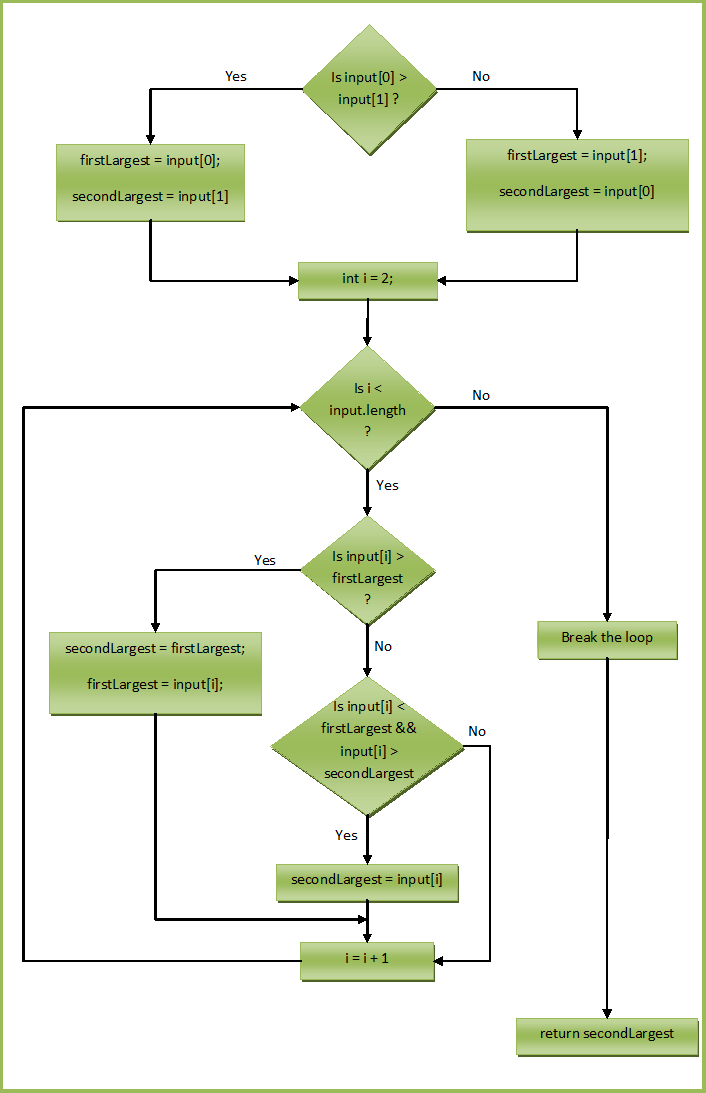 Is input[0] >
input[1] ?
Yes
No
firstLargest = input[0];
secondLargest = input[1]
firstLargest = input[1];
secondLargest = input[0]
int i = 2;
Is i <
input.length
?
No
Yes
Is input[i] >
firstLargest
?
Yes
No
secondLargest = firstLargest;
firstLargest = input[i];
Break the loop
Is input[i] <
firstLargest &&
input[i] >
secondLargest
No
Yes
secondLargest = input[i]
i = i + 1
return secondLargest